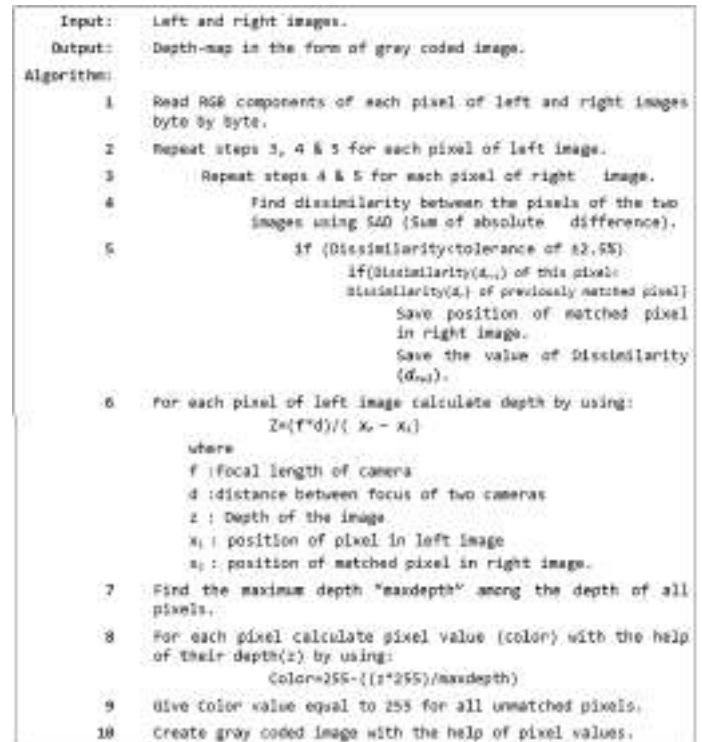 Input: Left and right images.
Output: Depth-map in the form of gray coded image.
Algorithm:
1 Read RGB components of each pixel of left and right images
byte by byte.
2 Repeat steps 3, 4 & 5 for each pixel of left image.
3 Repeat steps 4 & 5 for each pixel of right image.
4 Find dissimilarity between the pixels of the two
images using SAD (Sum of absolute difference).
5 if (Dissimilarity<tolerance of ±2.5%)
if(Dissimilarity( ) of this pixel<
Dissimilarity( ) of previously matched pixel)
Save position of matched pixel
in right image.
Save the value of Dissimilarity
6 For each pixel of left image calculate depth by using:
Z=(f*d)/( xᵣ - xₗ)
where
f :focal length of camera
d :distance between focus of two cameras
z : Depth of the image
: position of pixel in left image
: position of matched pixel in right image.
7 Find the maximum depth "maxdepth" among the depth of all
pixels.
8 For each pixel calculate pixel value (color) with the help
of their depth(z) by using:
Color=255-((z*255)/maxdepth)
9 Give Color value equal to 255 for all unmatched pixels.
10 Create gray coded image with the help of pixel values.